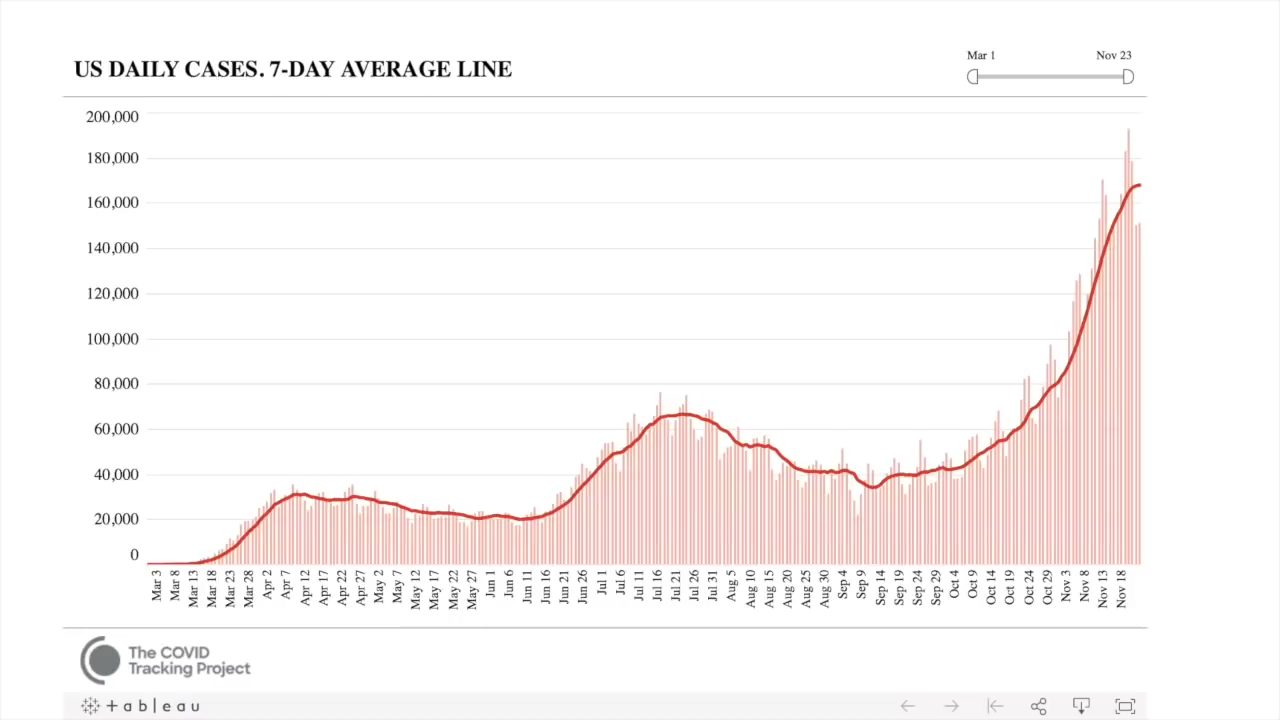 US DAILY CASES. 7-DAY AVERAGE LINE
Mar 1
Nov 23
200,000
180,000
160,000
140,000
120,000
100,000
80,000
60,000
40,000
20,000
0
Mar 3
Mar 8
Mar 13
Mar 18
Mar 23
Mar 28
Apr 2
Apr 7
Apr 12
Apr 17
Apr 22
Apr 27
May 2
May 7
May 12
May 17
May 22
May 27
Jun 1
Jun 6
Jun 11
Jun 16
Jun 21
Jun 26
Jul 1
Jul 6
Jul 11
Jul 16
Jul 21
Jul 26
Jul 31
Aug 5
Aug 10
Aug 15
Aug 20
Aug 25
Aug 30
Sep 4
Sep 9
Sep 14
Sep 19
Sep 24
Sep 29
Oct 4
Oct 9
Oct 14
Oct 19
Oct 24
Oct 29
Nov 3
Nov 8
Nov 13
Nov 18
The COVID
Tracking Project
+ableau